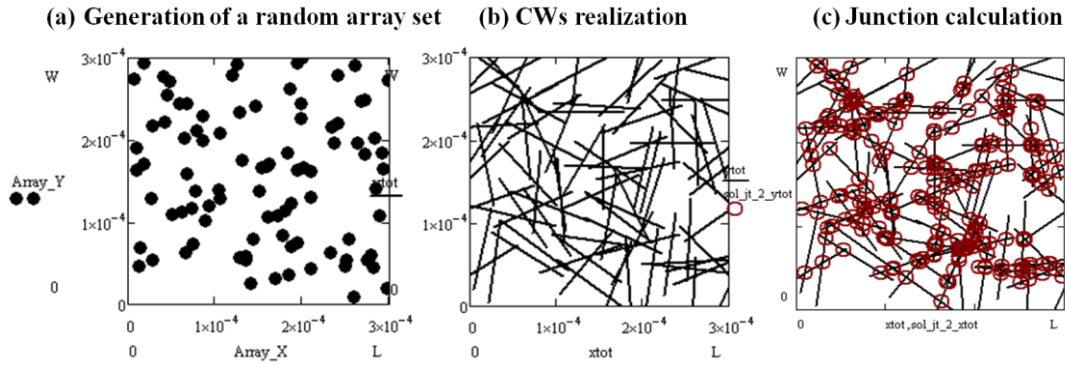 (a) Generation of a random array set
(b) CWs realization
(c) Junction calculation
W
3×10⁻⁴
2×10⁻⁴
Array_Y
1×10⁻⁴
0
0
1×10⁻⁴
2×10⁻⁴
3×10⁻⁴
0
Array_X
L
W
3×10⁻⁴
2×10⁻⁴
ytot
1×10⁻⁴
0
0
0
1×10⁻⁴
2×10⁻⁴
3×10⁻⁴
0
xtot
L
W
ytot
sol_jt_2_ytot
0
0
xtot,sol_jt_2_xtot
L